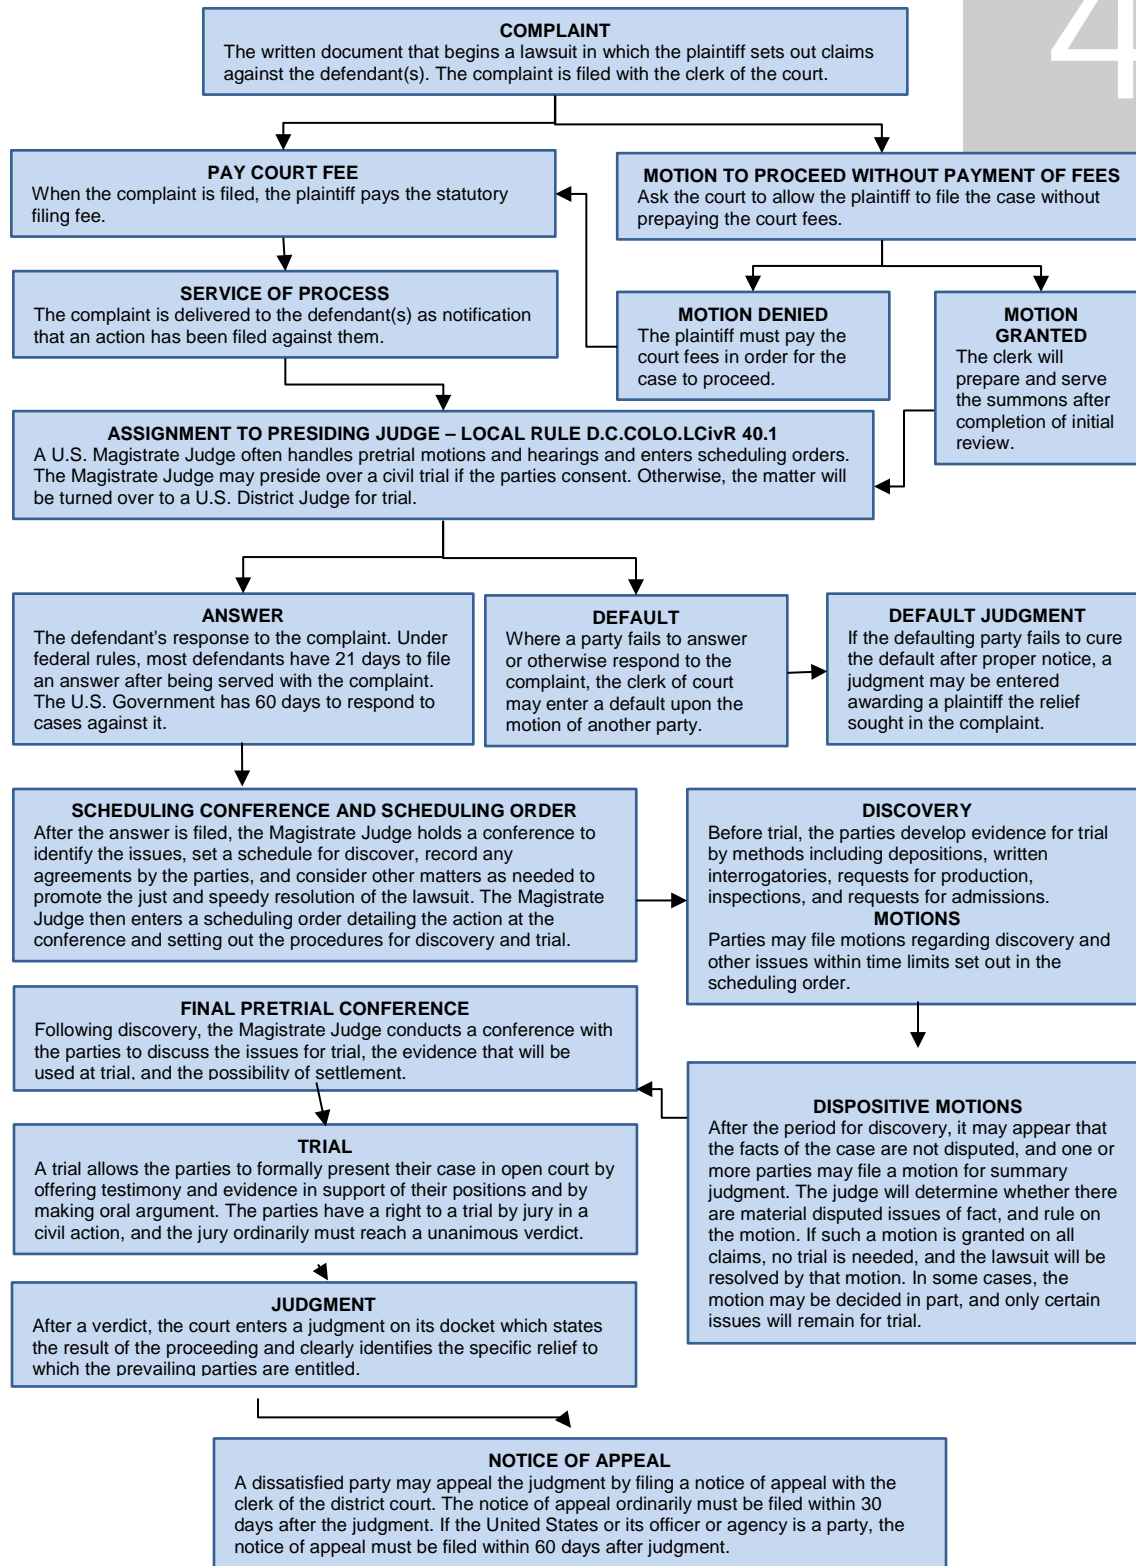 4
COMPLAINT
The written document that begins a lawsuit in which the plaintiff sets out claims
against the defendant(s). The complaint is filed with the clerk of the court.
PAY COURT FEE
When the complaint is filed, the plaintiff pays the statutory
filing fee.
MOTION TO PROCEED WITHOUT PAYMENT OF FEES
Ask the court to allow the plaintiff to file the case without
prepaying the court fees.
SERVICE OF PROCESS
The complaint is delivered to the defendant(s) as notification
that an action has been filed against them.
MOTION DENIED
The plaintiff must pay the
court fees in order for the
case to proceed.
MOTION
GRANTED
The clerk will
prepare and serve
the summons after
completion of initial
review.
ASSIGNMENT TO PRESIDING JUDGE – LOCAL RULE D.C.COLO.LCivR 40.1
A U.S. Magistrate Judge often handles pretrial motions and hearings and enters scheduling orders.
The Magistrate Judge may preside over a civil trial if the parties consent. Otherwise, the matter will
be turned over to a U.S. District Judge for trial.
ANSWER
The defendant’s response to the complaint. Under
federal rules, most defendants have 21 days to file
an answer after being served with the complaint.
The U.S. Government has 60 days to respond to
cases against it.
DEFAULT
Where a party fails to answer
or otherwise respond to the
complaint, the clerk of court
may enter a default upon the
motion of another party.
DEFAULT JUDGMENT
If the defaulting party fails to cure
the default after proper notice, a
judgment may be entered
awarding a plaintiff the relief
sought in the complaint.
SCHEDULING CONFERENCE AND SCHEDULING ORDER
After the answer is filed, the Magistrate Judge holds a conference to
identify the issues, set a schedule for discover, record any
agreements by the parties, and consider other matters as needed to
promote the just and speedy resolution of the lawsuit. The Magistrate
Judge then enters a scheduling order detailing the action at the
conference and setting out the procedures for discovery and trial.
DISCOVERY
Before trial, the parties develop evidence for trial
by methods including depositions, written
interrogatories, requests for production,
inspections, and requests for admissions.
MOTIONS
Parties may file motions regarding discovery and
other issues within time limits set out in the
scheduling order.
FINAL PRETRIAL CONFERENCE
Following discovery, the Magistrate Judge conducts a conference with
the parties to discuss the issues for trial, the evidence that will be
used at trial, and the possibility of settlement.
DISPOSITIVE MOTIONS
After the period for discovery, it may appear that
the facts of the case are not disputed, and one or
more parties may file a motion for summary
judgment. The judge will determine whether there
are material disputed issues of fact, and rule on
the motion. If such a motion is granted on all
claims, no trial is needed, and the lawsuit will be
resolved by that motion. In some cases, the
motion may be decided in part, and only certain
issues will remain for trial.
TRIAL
A trial allows the parties to formally present their case in open court by
offering testimony and evidence in support of their positions and by
making oral argument. The parties have a right to a trial by jury in a
civil action, and the jury ordinarily must reach a unanimous verdict.
JUDGMENT
After a verdict, the court enters a judgment on its docket which states
the result of the proceeding and clearly identifies the specific relief to
which the prevailing parties are entitled.
NOTICE OF APPEAL
A dissatisfied party may appeal the judgment by filing a notice of appeal with the
clerk of the district court. The notice of appeal ordinarily must be filed within 30
days after the judgment. If the United States or its officer or agency is a party, the
notice of appeal must be filed within 60 days after judgment.